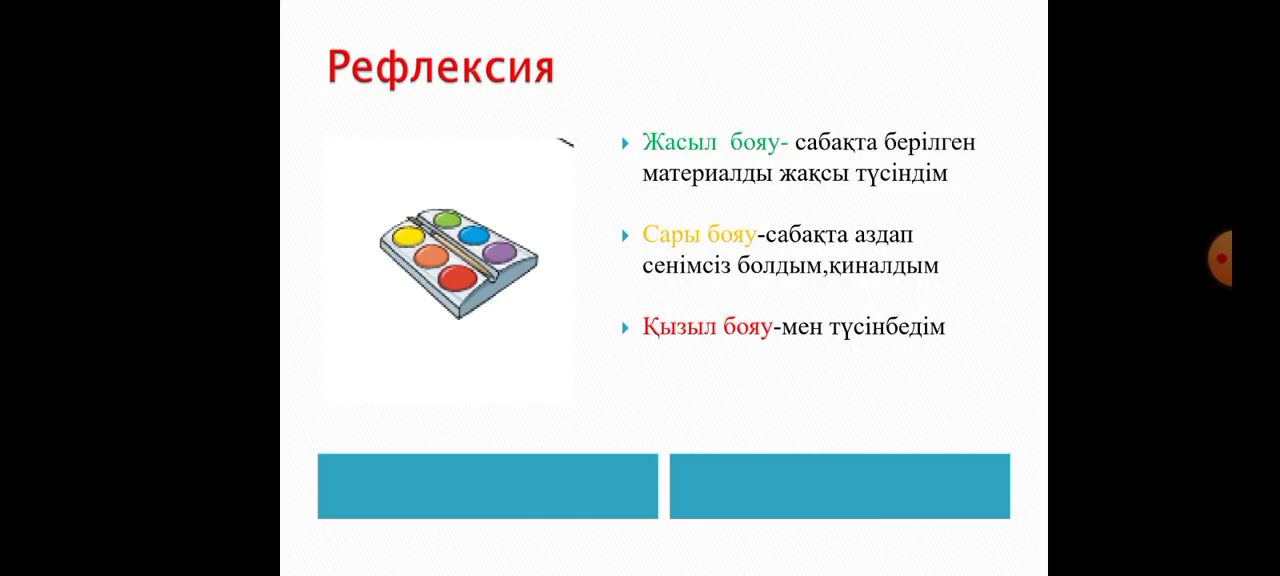 Рефлексия
Жасыл бояу- сабақта берілген
материалды жақсы түсіндім
Сары бояу-сабақта аздап
сенімсіз болдым,қиналдым
Қызыл бояу-мен түсінбедім